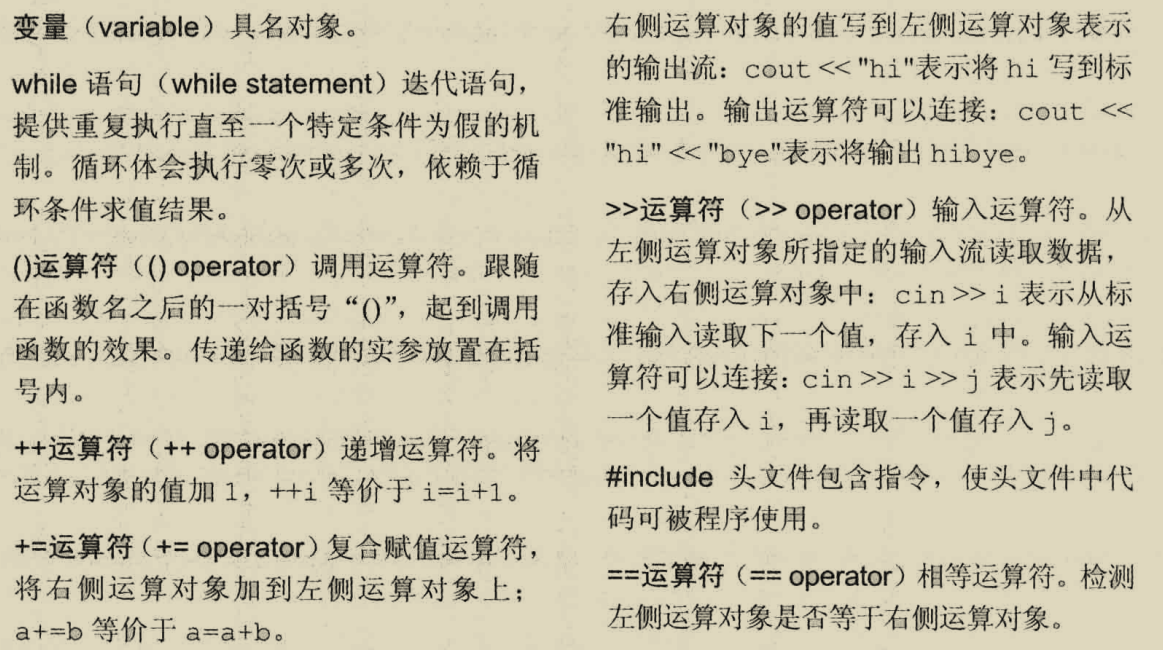 变量（variable）具名对象。
while 语句（while statement）迭代语句，
提供重复执行直至一个特定条件为假的机
制。循环体会执行零次或多次，依赖于循
环条件求值结果。
()运算符（() operator）调用运算符。跟随
在函数名之后的一对括号“()”，起到调用
函数的效果。传递给函数的实参放置在括
号内。
++运算符（++ operator）递增运算符。将
运算对象的值加 1，++i 等价于 i=i+1。
+=运算符（+= operator）复合赋值运算符，
将右侧运算对象加到左侧运算对象上；
a+=b 等价于 a=a+b。
右侧运算对象的值写到左侧运算对象表示
的输出流：cout << "hi"表示将 hi 写到标
准输出。输出运算符可以连接：cout <<
"hi" << "bye"表示将输出 hibye。
>>运算符（>> operator）输入运算符。从
左侧运算对象所指定的输入流读取数据，
存入右侧运算对象中：cin >> i 表示从标
准输入读取下一个值，存入 i 中。输入运
算符可以连接：cin >> i >> j 表示先读取
一个值存入 i，再读取一个值存入 j。
#include 头文件包含指令，使头文件中代
码可被程序使用。
==运算符（== operator）相等运算符。检测
左侧运算对象是否等于右侧运算对象。